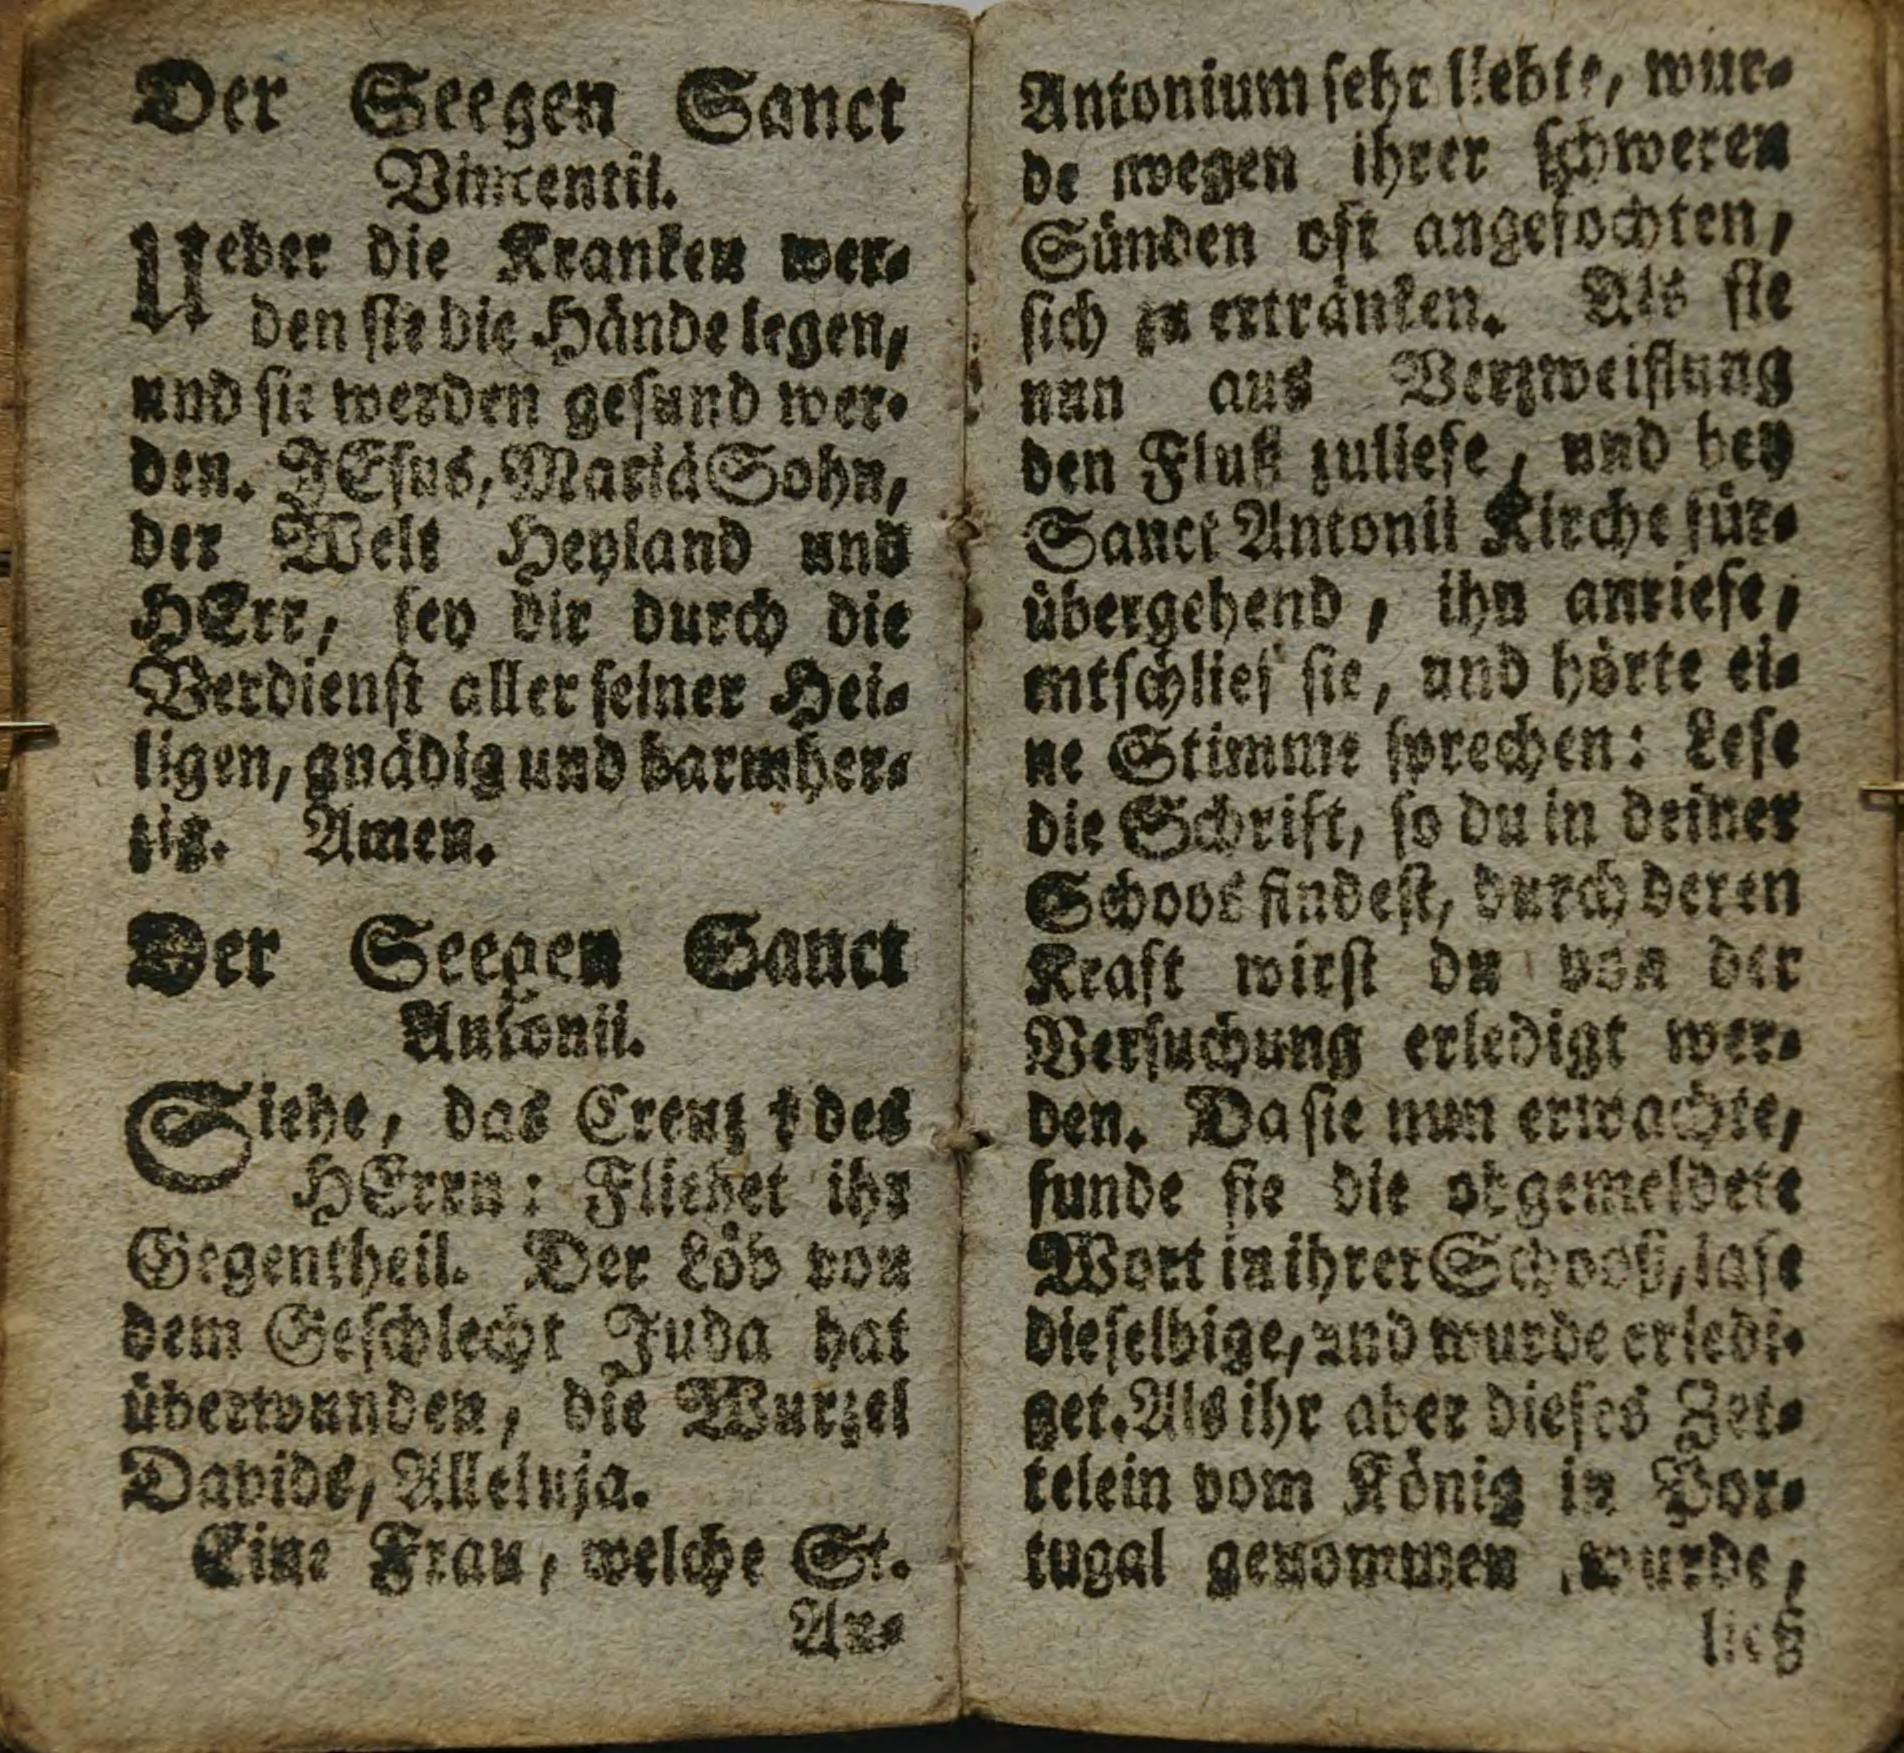 Der Seegen Sanct
Vincentii.
Ueber die Kranken wer-
den sie die Hände legen,
und sie werden gesund wer-
den. JEsus, Mariä Sohn,
der Welt Heyland und
HErr, sey dir durch die
Verdienst aller seiner Hei-
ligen, gnädig und barmher-
tig. Amen.
Der Seegen Sanct
Antonii.
Siehe, das Creutz † des
HErrn: Fliehet ihr
Gegentheil. Der Löb von
dem Geschlecht Juda hat
überwunden, die Wurzel
Davids, Alleluja.
Eine Frau, welche St.
An-
Antonium sehr liebte, wur-
de wegen ihrer schweren
Sünden oft angefochten,
sich zu ertränken. Als sie
nun aus Verzweiflung
den Fluß zuliefe, und bey
Sanct Antonii Kirche für-
übergehend, ihn anriefe,
entschlief sie, und hörte ei-
ne Stimme sprechen: Lese
die Schrift, so du in deiner
Schoos findest, durch deren
Kraft wirst du von der
Versuchung erledigt wer-
den. Da sie nun erwachte,
funde sie die obgemeldete
Wort in ihrer Schooß, lase
dieselbige, und wurde erledi-
get. Als ihr aber dieses Zet-
telein vom König in Por-
tugal genommen wurde,
ließ